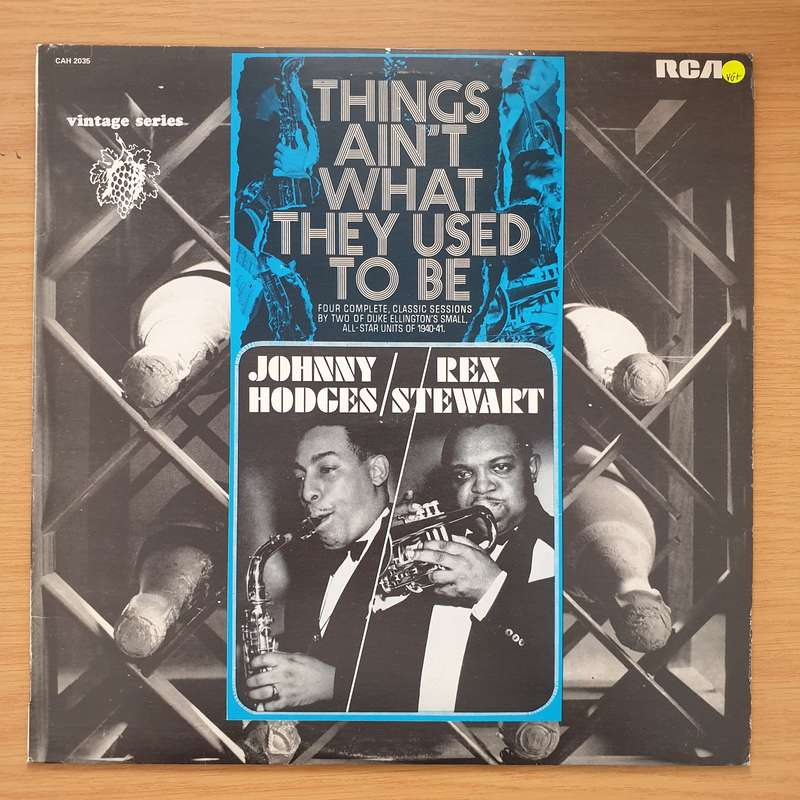 CAH 2035
RCA
VG+
vintage series
THINGS
AIN'T
WHAT
THEY USED
TO BE
FOUR COMPLETE, CLASSIC SESSIONS
BY TWO OF DUKE ELLINGTON'S SMALL,
ALL-STAR UNITS OF 1940-41.
JOHNNY / REX
HODGES / STEWART